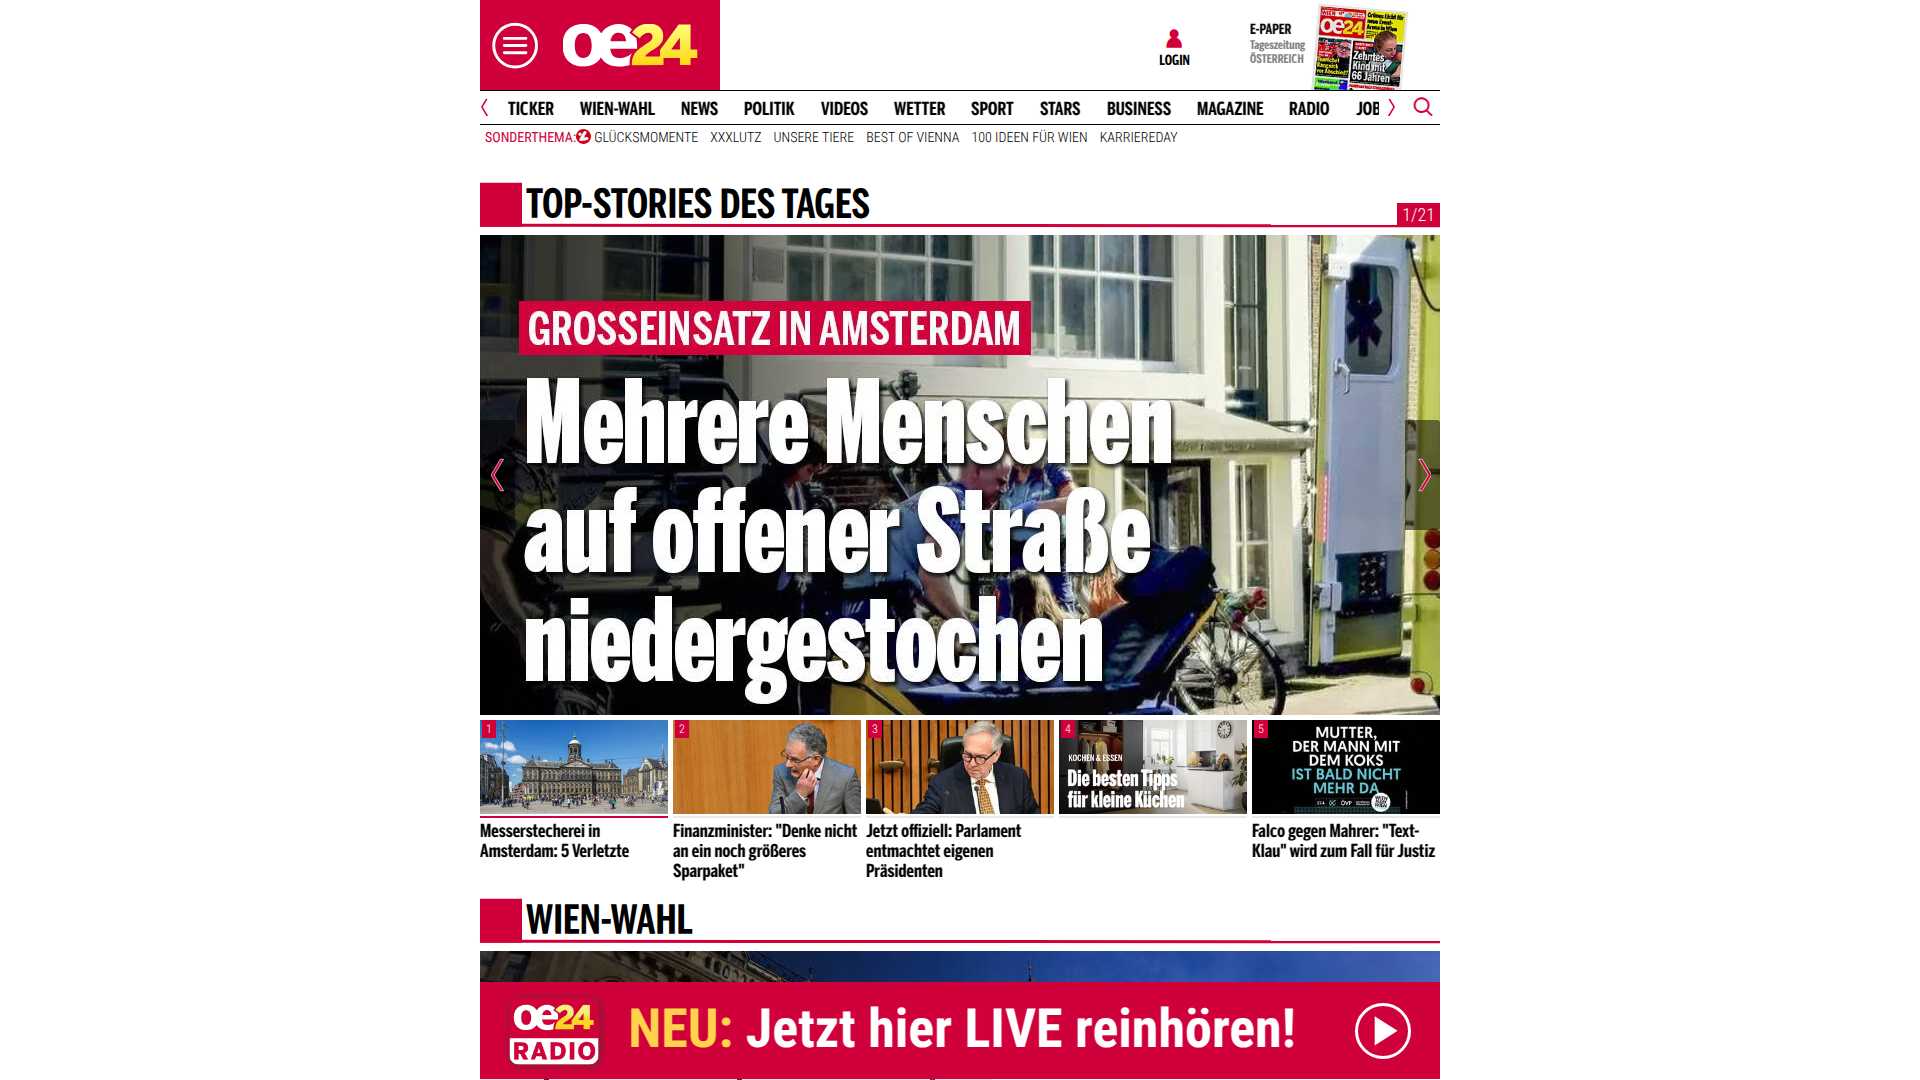 oe24
LOGIN
E-PAPER
Tageszeitung
ÖSTERREICH
oe24
Zehntes
Kind mit
66 Jahren
TICKER WIEN-WAHL NEWS POLITIK VIDEOS WETTER SPORT STARS BUSINESS MAGAZINE RADIO JOB
SONDERTHEMA: GLÜCKSMOMENTE XXXLUTZ UNSERE TIERE BEST OF VIENNA 100 IDEEN FÜR WIEN KARRIEREDAY
TOP-STORIES DES TAGES
1/21
GROSSEINSATZ IN AMSTERDAM
Mehrere Menschen
auf offener Straße
niedergestochen
1
Messerstecherei in
Amsterdam: 5 Verletzte
2
Finanzminister: "Denke nicht
an ein noch größeres
Sparpaket"
3
Jetzt offiziell: Parlament
entmachtet eigenen
Präsidenten
4
KOCHEN & ESSEN
Die besten Tipps
für kleine Küchen
5
MUTTER,
DER MANN MIT
DEM KOKS
IST BALD NICHT
MEHR DA
Falco gegen Mahrer: "Text-
Klau" wird zum Fall für Justiz
WIEN-WAHL
oe24
RADIO
NEU: Jetzt hier LIVE reinhören!